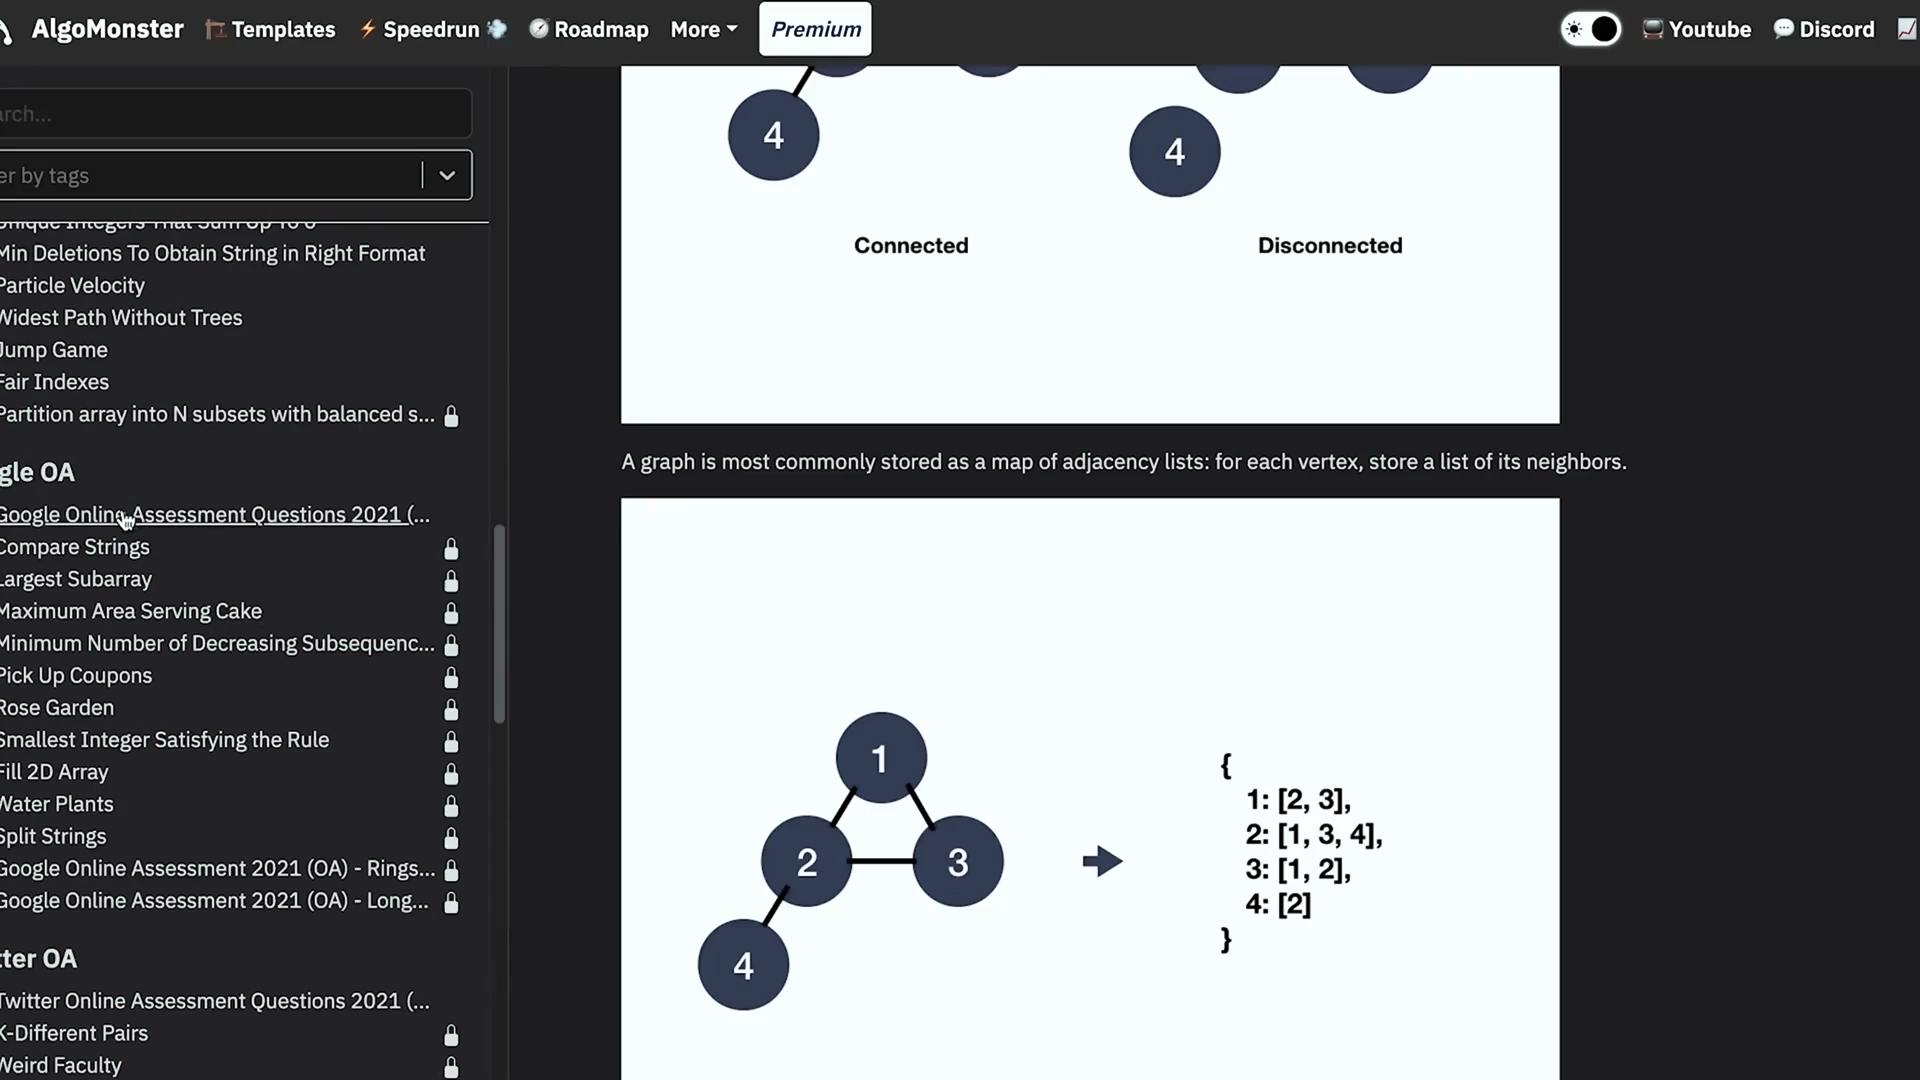 AlgoMonster Templates Speedrun Roadmap More Premium Youtube Discord
arch...
er by tags
Unique Integers That Sum Up To 0
Min Deletions To Obtain String in Right Format
Particle Velocity
Widest Path Without Trees
Jump Game
Fair Indexes
Partition array into N subsets with balanced s...
gle OA
Google Online Assessment Questions 2021 (...
Compare Strings
Largest Subarray
Maximum Area Serving Cake
Minimum Number of Decreasing Subsequenc...
Pick Up Coupons
Rose Garden
Smallest Integer Satisfying the Rule
Fill 2D Array
Water Plants
Split Strings
Google Online Assessment 2021 (OA) - Rings...
Google Online Assessment 2021 (OA) - Long...
tter OA
Twitter Online Assessment Questions 2021 (...
K-Different Pairs
Weird Faculty
4
4
Connected
Disconnected
A graph is most commonly stored as a map of adjacency lists: for each vertex, store a list of its neighbors.
1
2
3
4
{
1: [2, 3],
2: [1, 3, 4],
3: [1, 2],
4: [2]
}